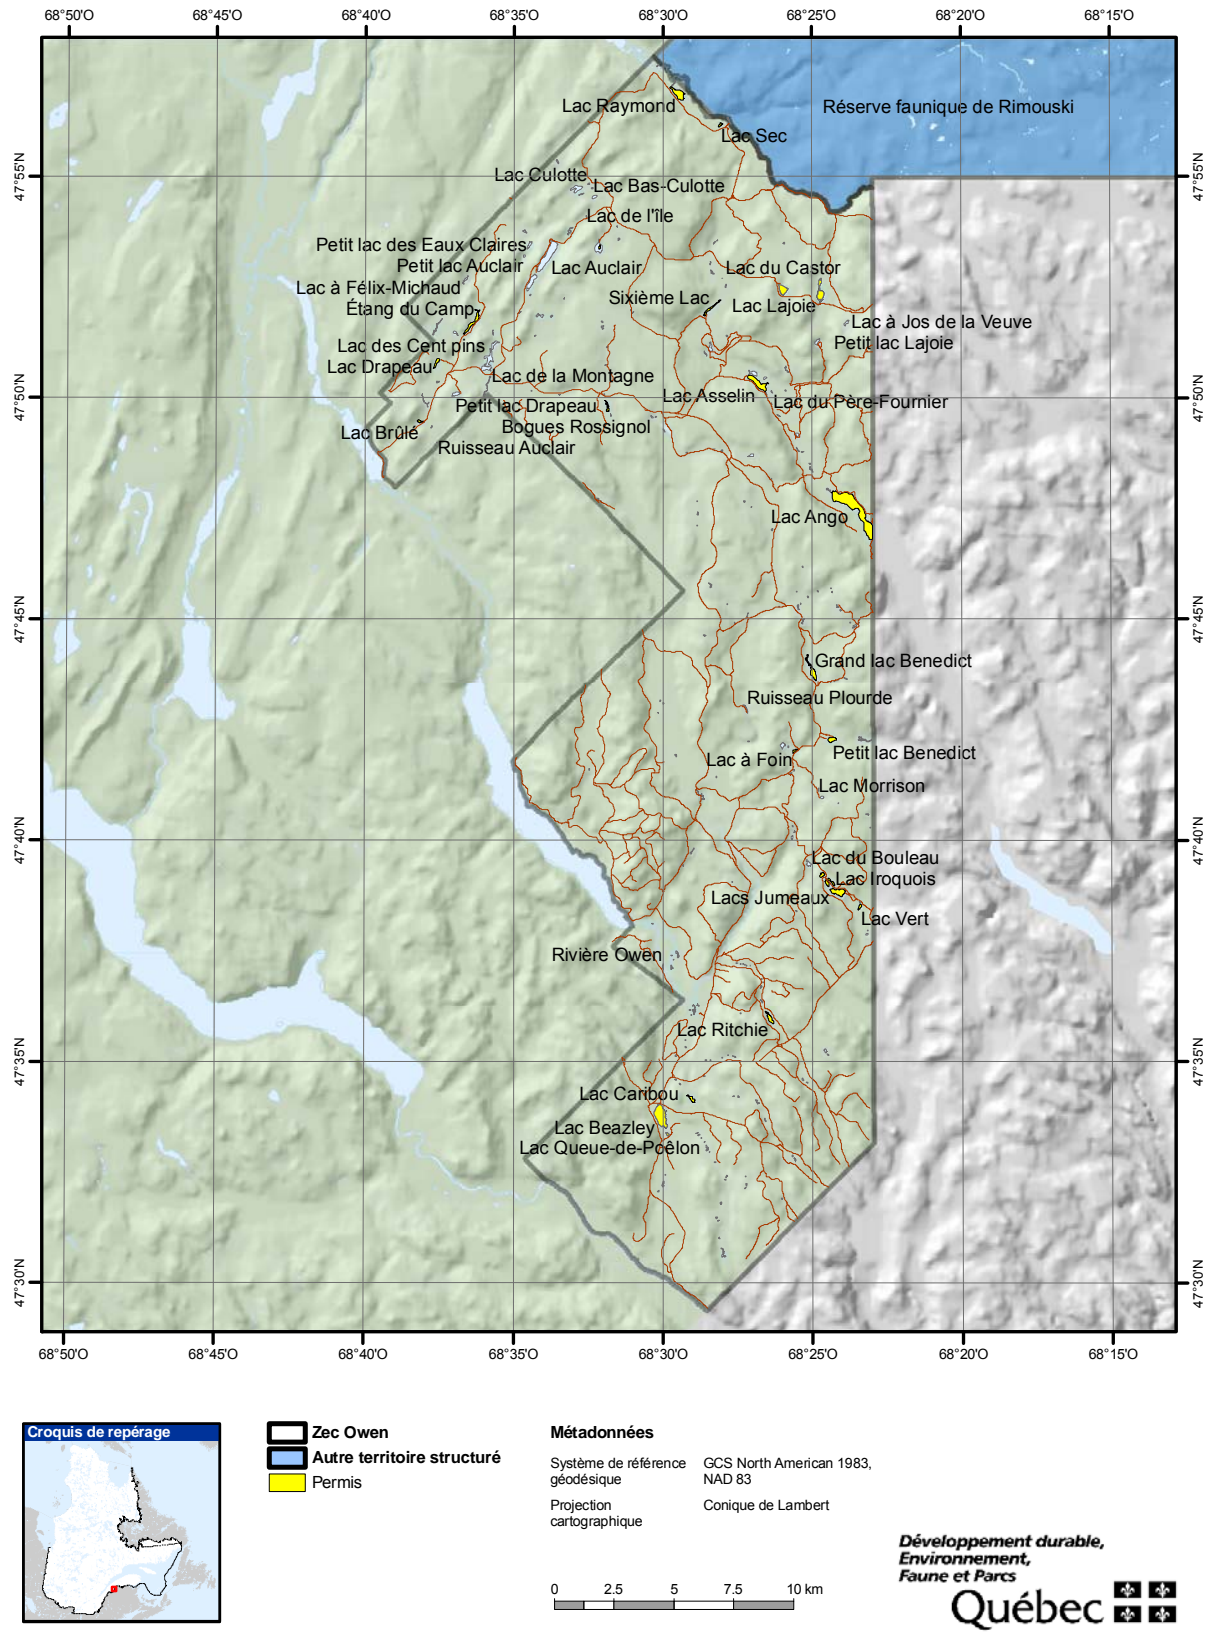 68°50'O 68°45'O 68°40'O 68°35'O 68°30'O 68°25'O 68°20'O 68°15'O
Lac Raymond
Réserve faunique de Rimouski
Lac Sec
47°55'N 47°55'N
Lac Culotte
Lac Bas-Culotte
Lac de l'île
Petit lac des Eaux Claires
Petit lac Auclair
Lac Auclair
Lac du Castor
Lac à Félix-Michaud
Sixième Lac
Lac Lajoie
Étang du Camp
Lac à Jos de la Veuve
Petit lac Lajoie
Lac des Cent pins
Lac Drapeau
Lac de la Montagne
47°50'N 47°50'N
Lac Asselin
Lac du Père-Fournier
Petit lac Drapeau
Bogues Rossignol
Lac Brûlé
Ruisseau Auclair
Lac Ango
47°45'N 47°45'N
Grand lac Benedict
Ruisseau Plourde
Petit lac Benedict
Lac à Foin
Lac Morrison
47°40'N 47°40'N
Lac du Bouleau
Lac Iroquois
Lacs Jumeaux
Lac Vert
Rivière Owen
Lac Ritchie
47°35'N 47°35'N
Lac Caribou
Lac Beazley
Lac Queue-de-Poêlon
47°30'N 47°30'N
68°50'O 68°45'O 68°40'O 68°35'O 68°30'O 68°25'O 68°20'O 68°15'O
Croquis de repérage
Zec Owen
Autre territoire structuré
Permis
Métadonnées
Système de référence géodésique
GCS North American 1983, NAD 83
Projection cartographique
Conique de Lambert
0 2.5 5 7.5 10 km
Développement durable,
Environnement,
Faune et Parcs
Québec